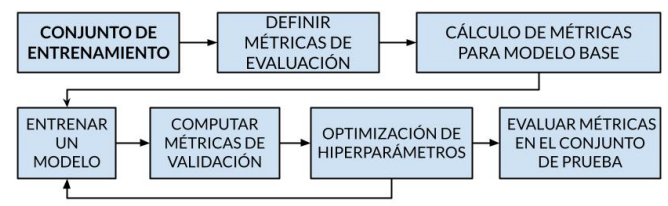 CONJUNTO DE
ENTRENAMIENTO
DEFINIR
MÉTRICAS DE
EVALUACIÓN
CÁLCULO DE MÉTRICAS
PARA MODELO BASE
ENTRENAR
UN
MODELO
COMPUTAR
MÉTRICAS DE
VALIDACIÓN
OPTIMIZACIÓN DE
HIPERPARÁMETROS
EVALUAR MÉTRICAS
EN EL CONJUNTO
DE PRUEBA